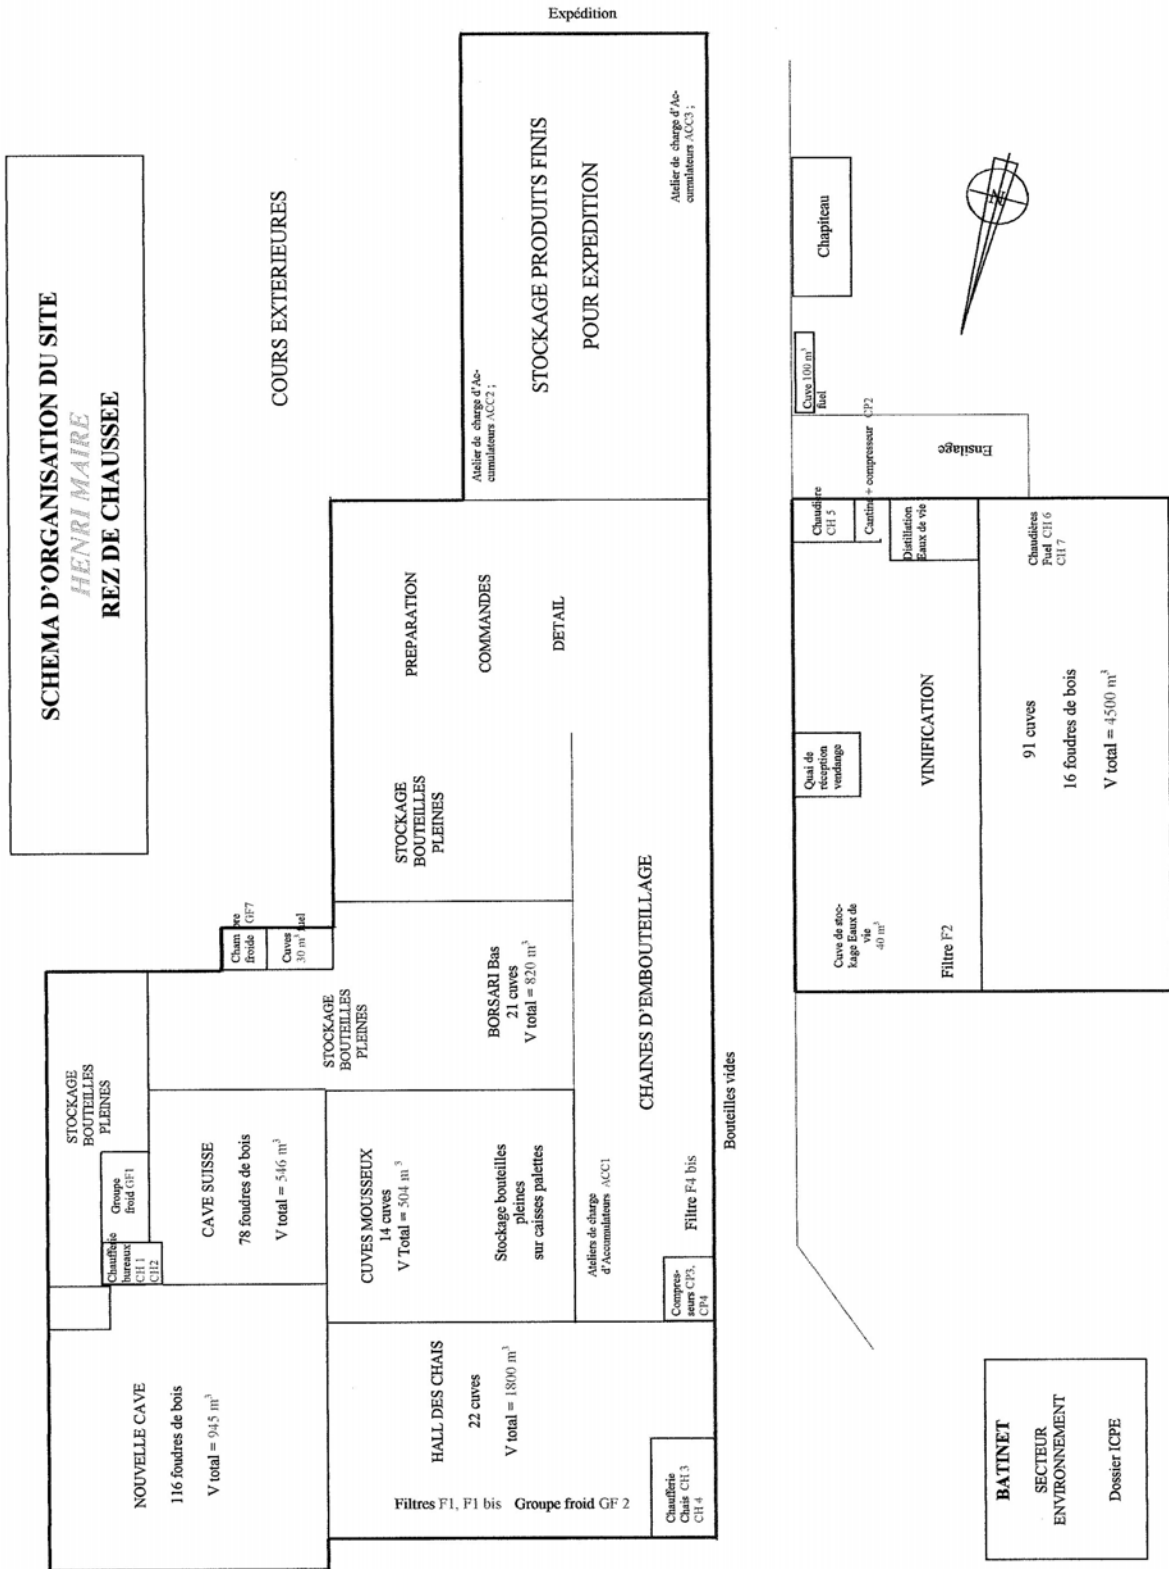 SCHEMA D'ORGANISATION DU SITE
HENRI MAIRE
REZ DE CHAUSSEE
Expédition
COURS EXTERIEURES
STOCKAGE PRODUITS FINIS
POUR EXPEDITION
Atelier de charge d'Ac-
cumulateurs ACC2 ;
Atelier de charge d'Ac-
cumulateurs ACC3 ;
PREPARATION
COMMANDES
DETAIL
STOCKAGE
BOUTEILLES
PLEINES
Chambre
froide GF7
Cuves
30 m³ fuel
STOCKAGE
BOUTEILLES
PLEINES
BORSARI Bas
21 cuves
V total = 820 m³
CHAINES D'EMBOUTEILLAGE
STOCKAGE
BOUTEILLES
PLEINES
Groupe
froid GF1
Chaufferie
bureaux
CH 1
CH2
CAVE SUISSE
78 foudres de bois
V total = 546 m³
CUVES MOUSSEUX
14 cuves
V Total = 504 m ³
Stockage bouteilles
pleines
sur caisses palettes
Ateliers de charge
d'Accumulateurs ACC1
Filtre F4 bis
Compres-
seurs CP3,
CP4
Bouteilles vides
NOUVELLE CAVE
116 foudres de bois
V total = 945 m³
HALL DES CHAIS
22 cuves
V total = 1800 m³
Filtres F1, F1 bis Groupe froid GF 2
Chaufferie
Chais CH 3
CH 4
Chapiteau
N
Cuve 100 m³
fuel
Ensilage
Chaudière
CH 5
Cantine + compresseur CP2
Distillation
Eaux de vie
Chaudières
Fuel CH 6
CH 7
Quai de
réception
vendange
VINIFICATION
91 cuves
16 foudres de bois
V total = 4500 m³
Cuve de stoc-
kage Eaux de
vie
40 m³
Filtre F2
BATINET
SECTEUR
ENVIRONNEMENT
Dossier ICPE